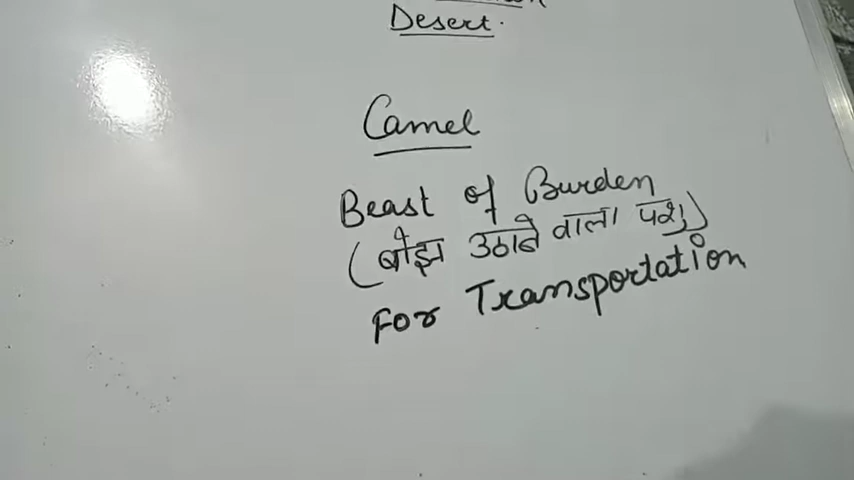 Desert.
Camel
Beast of Burden
(बोझ उठाने वाला पशु)
For Transportation